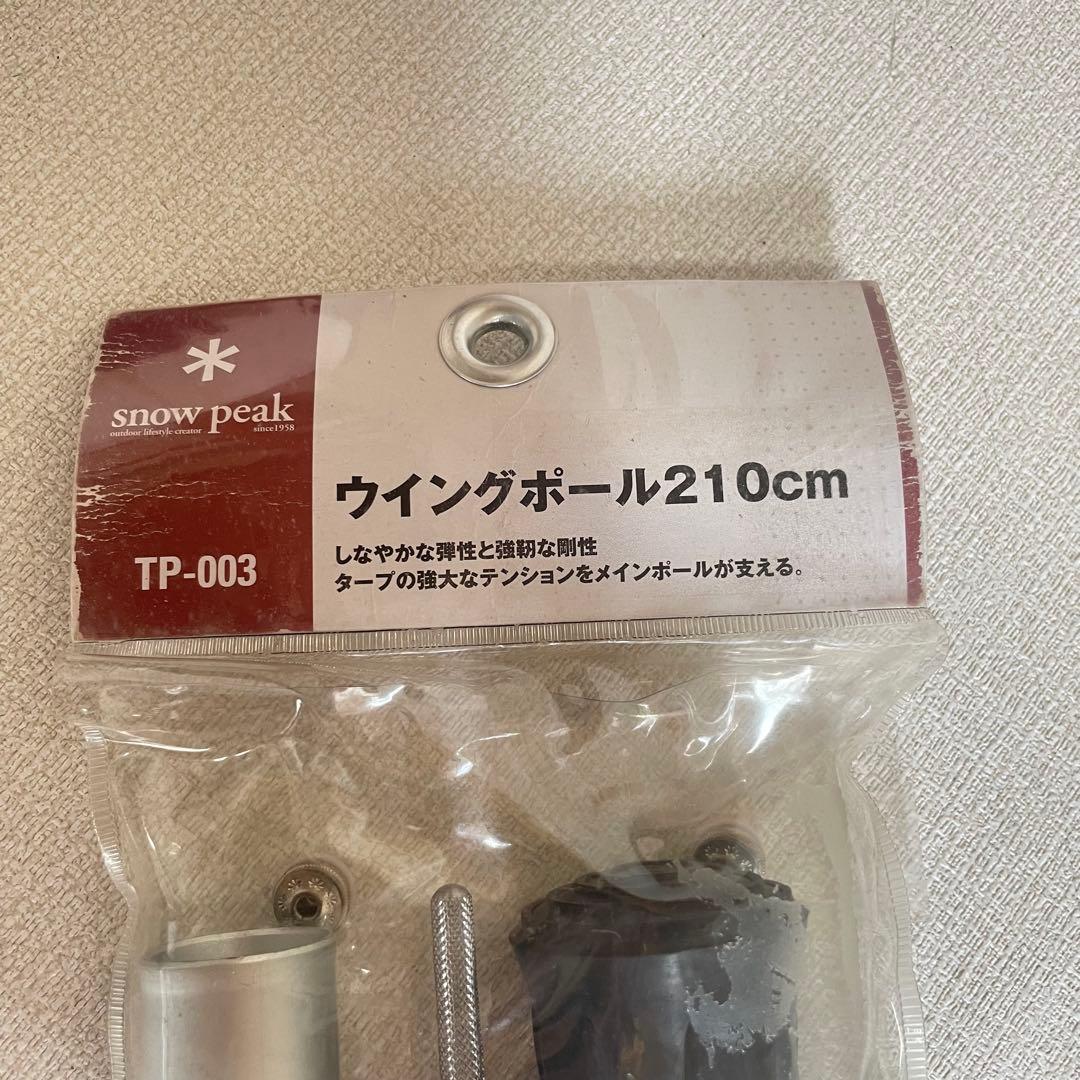 snow peak
outdoor lifestyle creator since1958
TP-003
ウイングポール210cm
しなやかな弾性と強靭な剛性
タープの強大なテンションをメインポールが支える。